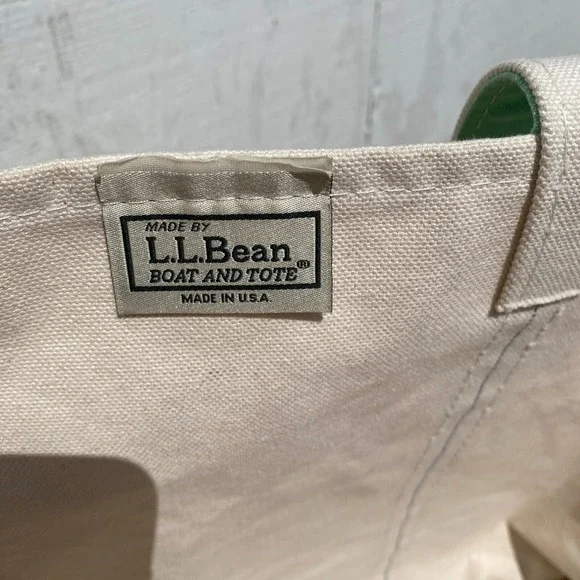 MADE BY
L.L.Bean®
BOAT AND TOTE
MADE IN U.S.A